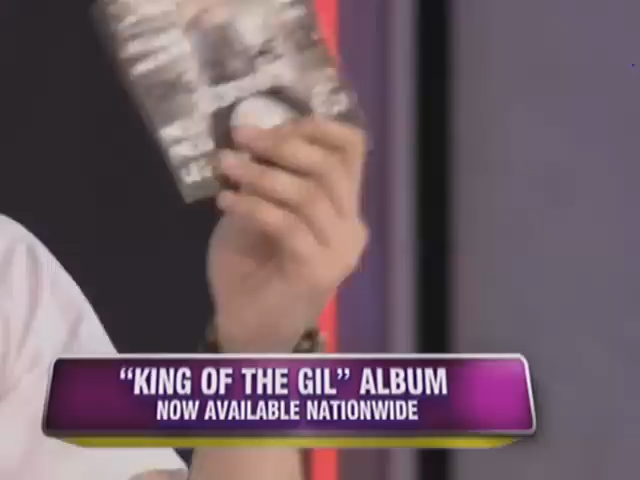 “KING OF THE GIL” ALBUM
NOW AVAILABLE NATIONWIDE